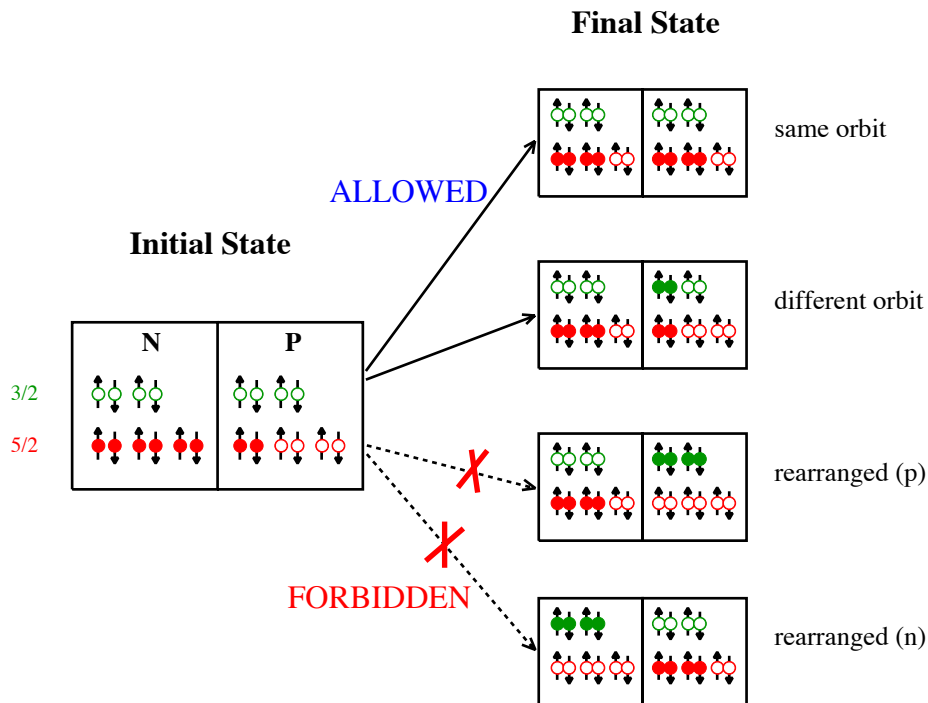 Final State
same orbit
ALLOWED
Initial State
different orbit
N P
3/2
5/2
rearranged (p)
FORBIDDEN
rearranged (n)